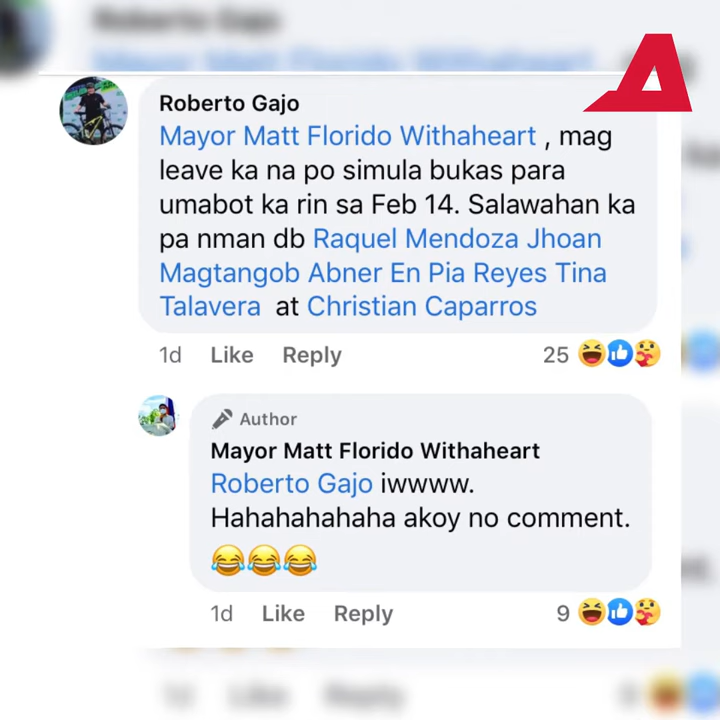 Roberto Gajo
Mayor Matt Florido Withaheart , mag
leave ka na po simula bukas para
umabot ka rin sa Feb 14. Salawahan ka
pa nman db Raquel Mendoza Jhoan
Magtangob Abner En Pia Reyes Tina
Talavera at Christian Caparros
1d Like Reply 25
Author
Mayor Matt Florido Withaheart
Roberto Gajo iwwww.
Hahahahahaha akoy no comment.
😂😂😂
1d Like Reply 9